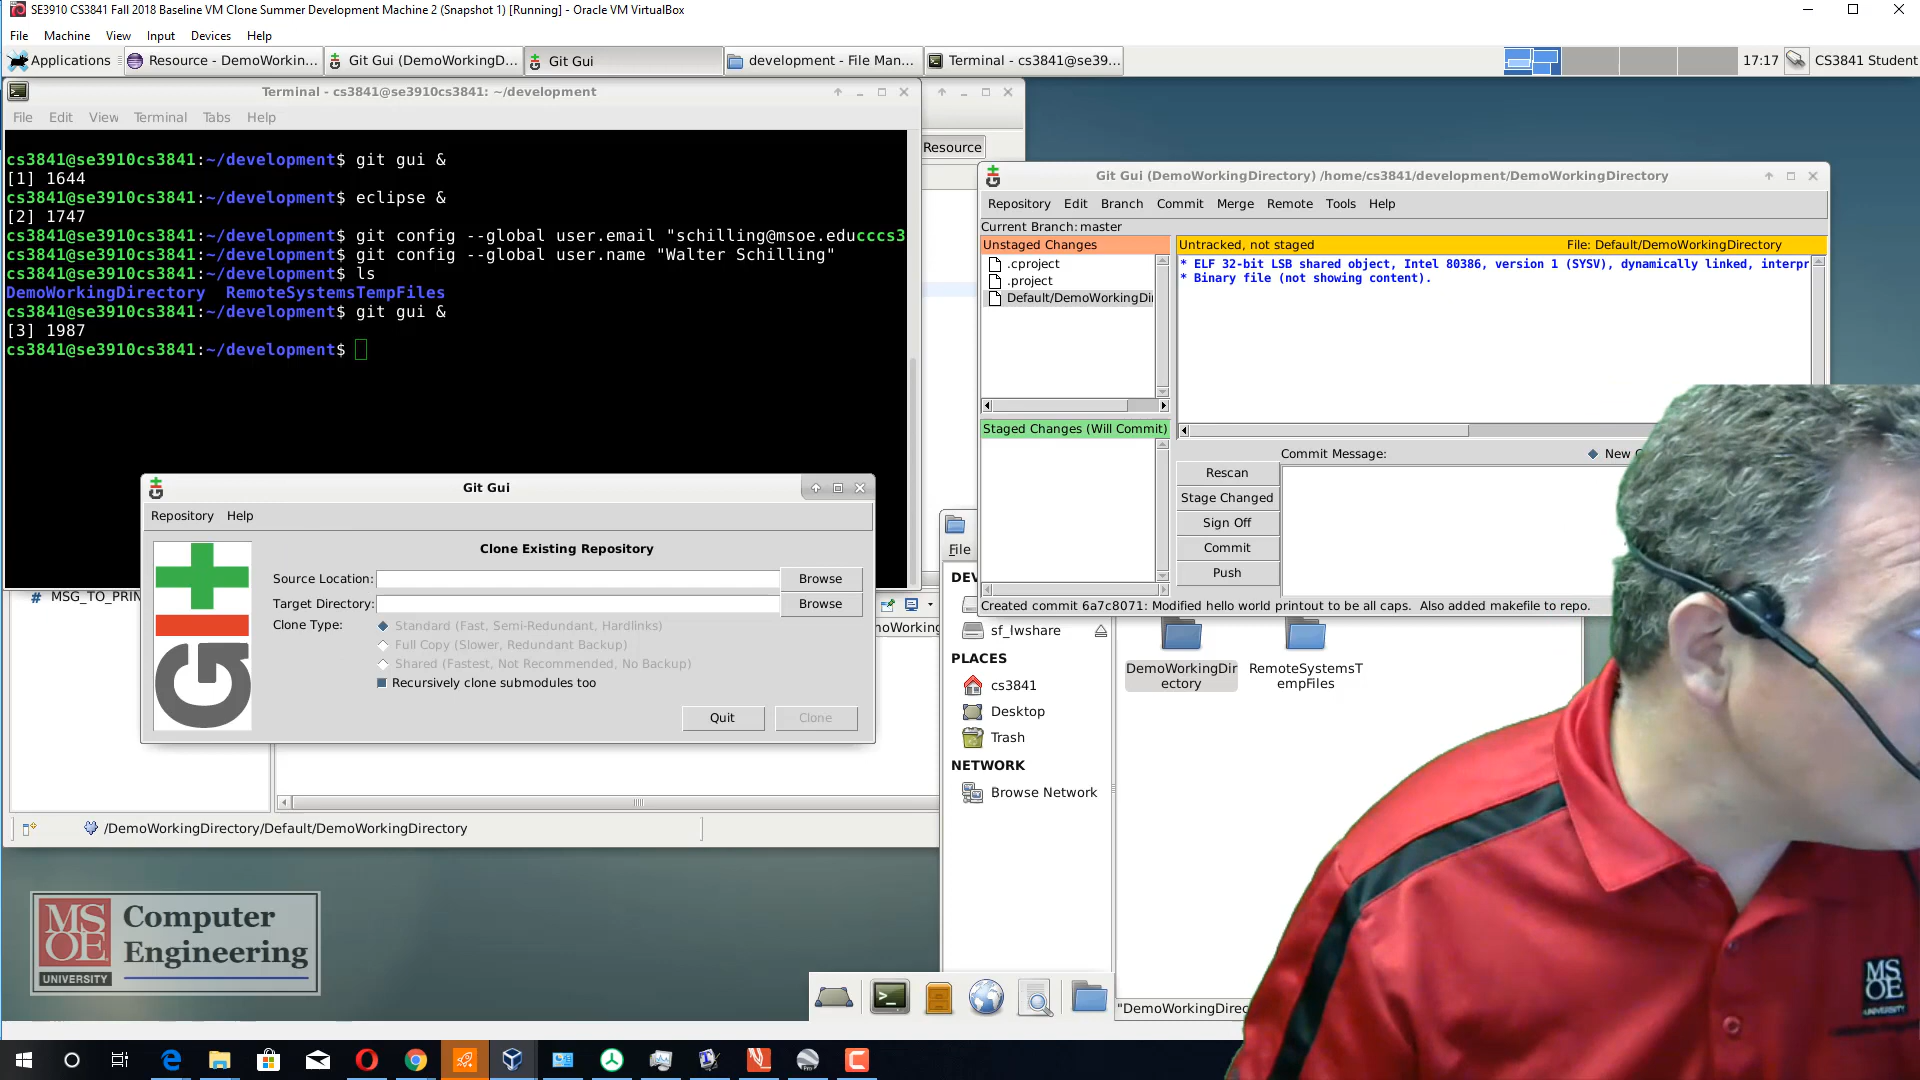 SE3910 CS3841 Fall 2018 Baseline VM Clone Summer Development Machine 2 (Snapshot 1) [Running] - Oracle VM VirtualBox
File Machine View Input Devices Help
Applications Resource - DemoWorkin... Git Gui (DemoWorkingD... Git Gui development - File Man... Terminal - cs3841@se39... 17:17 CS3841 Student
Terminal - cs3841@se3910cs3841: ~/development
File Edit View Terminal Tabs Help
cs3841@se3910cs3841:~/development$ git gui &
[1] 1644
cs3841@se3910cs3841:~/development$ eclipse &
[2] 1747
cs3841@se3910cs3841:~/development$ git config --global user.email "schilling@msoe.educccs3
cs3841@se3910cs3841:~/development$ git config --global user.name "Walter Schilling"
cs3841@se3910cs3841:~/development$ ls
DemoWorkingDirectory RemoteSystemsTempFiles
cs3841@se3910cs3841:~/development$ git gui &
[3] 1987
cs3841@se3910cs3841:~/development$
Resource
Git Gui (DemoWorkingDirectory) /home/cs3841/development/DemoWorkingDirectory
Repository Edit Branch Commit Merge Remote Tools Help
Current Branch: master
Unstaged Changes
.cproject
.project
Default/DemoWorkingDi
Untracked, not staged File: Default/DemoWorkingDirectory
* ELF 32-bit LSB shared object, Intel 80386, version 1 (SYSV), dynamically linked, interpr
* Binary file (not showing content).
Staged Changes (Will Commit)
Commit Message: New
Rescan
Stage Changed
Sign Off
Commit
Push
Created commit 6a7c8071: Modified hello world printout to be all caps. Also added makefile to repo.
Git Gui
Repository Help
Clone Existing Repository
Source Location: Browse
Target Directory: Browse
Clone Type: Standard (Fast, Semi-Redundant, Hardlinks)
Full Copy (Slower, Redundant Backup)
Shared (Fastest, Not Recommended, No Backup)
Recursively clone submodules too
Quit Clone
GIT
# MSG_TO_PRIN
noWorking
/DemoWorkingDirectory/Default/DemoWorkingDirectory
File
DEV
sf_lwshare
PLACES
cs3841
Desktop
Trash
NETWORK
Browse Network
DemoWorkingDir
ectory
RemoteSystemsT
empFiles
"DemoWorkingDirec
MS
OE
UNIVERSITY
Computer
Engineering
MS
OE
UNIVERSITY